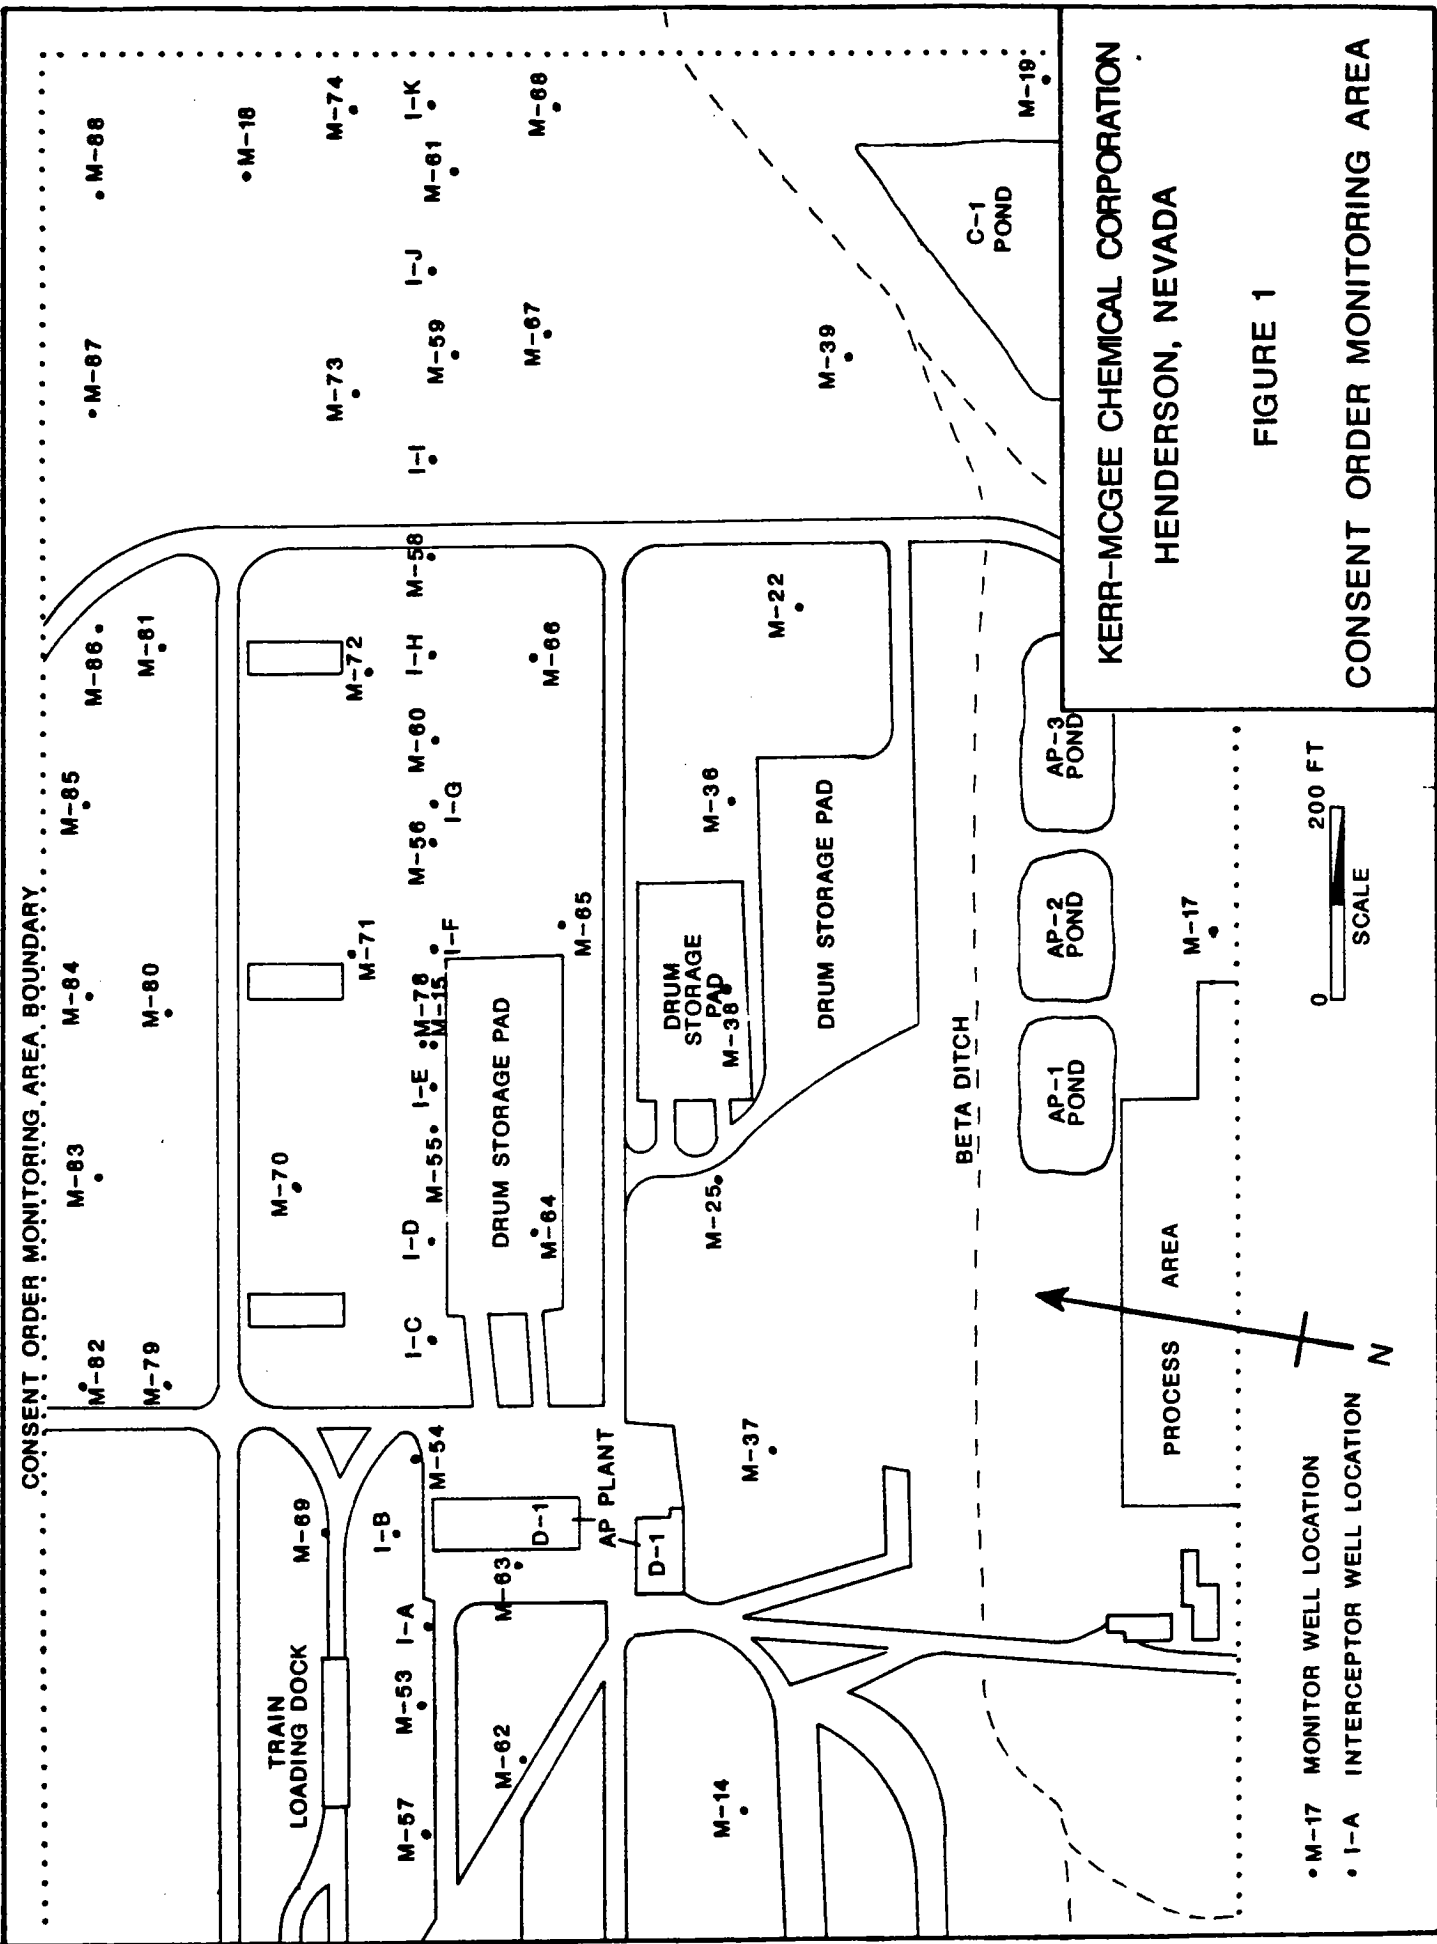 CONSENT ORDER MONITORING AREA BOUNDARY
M-82
M-83
M-84
M-85
M-86
M-87
M-88
M-79
M-80
M-81
M-18
M-69
M-70
M-71
M-72
M-73
M-74
TRAIN
LOADING DOCK
M-57
M-53
I-A
I-B
M-54
I-C
I-D
M-55
I-E
M-78
M-15
I-F
M-56
I-G
M-60
I-H
M-58
I-I
M-59
I-J
M-61
I-K
M-62
M-63
D-1
AP PLANT
D-1
DRUM STORAGE PAD
M-64
M-65
M-66
M-67
M-68
M-14
M-37
M-25
DRUM
STORAGE
PAD
M-38
M-36
M-22
DRUM STORAGE PAD
M-39
C-1
POND
M-19
BETA DITCH
AP-1
POND
AP-2
POND
AP-3
POND
PROCESS AREA
M-17
N
0
200 FT
SCALE
M-17 MONITOR WELL LOCATION
I-A INTERCEPTOR WELL LOCATION
KERR-MCGEE CHEMICAL CORPORATION
HENDERSON, NEVADA
FIGURE 1
CONSENT ORDER MONITORING AREA